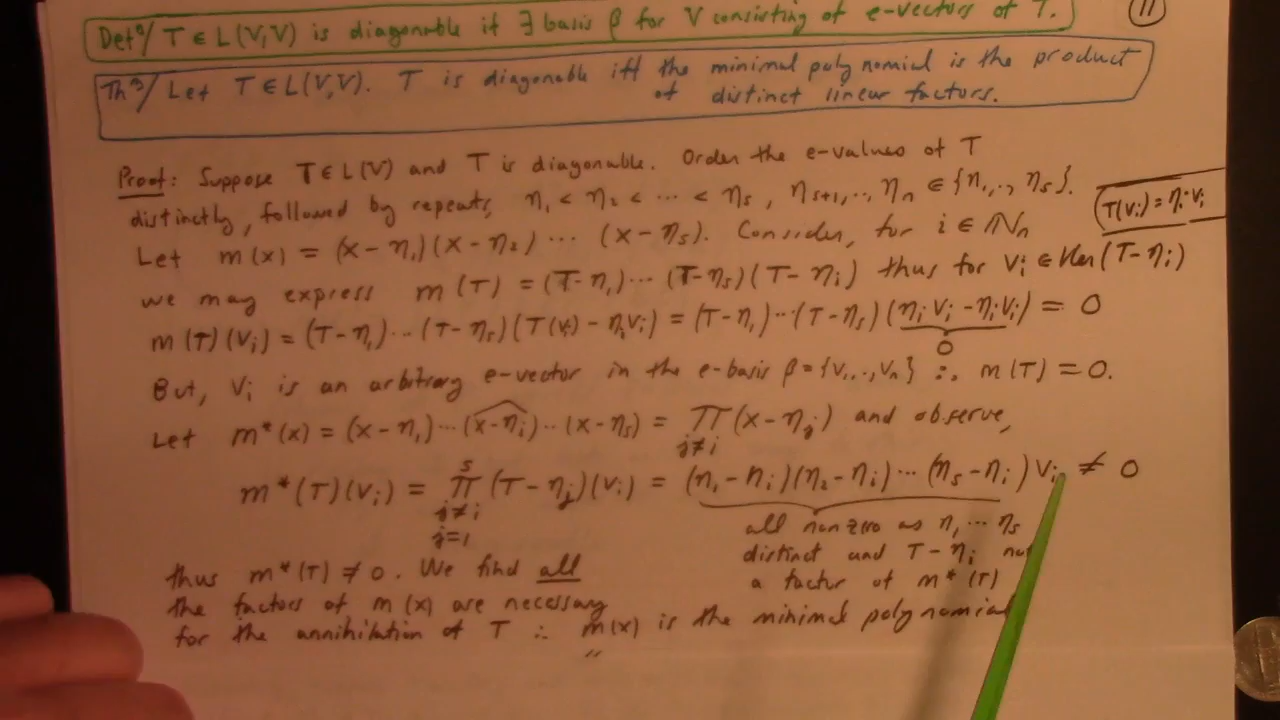 Defⁿ/ T ∈ L(V,V) is diagonable if ∃ basis β for V consisting of e-vectors of T.
11
Thᵐ/ Let T ∈ L(V,V). T is diagonable iff the minimal polynomial is the product
of distinct linear factors.
Proof: Suppose T ∈ L(V) and T is diagonable. Order the e-values of T
distinctly, followed by repeats, η₁ < η₂ < ⋯ < ηₛ , ηₛ₊₁,.., ηₙ ∈ {η₁,.., ηₛ}.
T(vᵢ) = ηᵢ vᵢ
Let m(x) = (x − η₁)(x − η₂) ⋯ (x − ηₛ). Consider, for i ∈ ℕₙ
we may express m(T) = (T − η₁) ⋯ (T − ηₛ)(T − ηᵢ) thus for vᵢ ∈ Ker(T − ηᵢ)
m(T)(vᵢ) = (T − η₁) ⋯ (T − ηₛ)(T(vᵢ) − ηᵢvᵢ) = (T − η₁) ⋯ (T − ηₛ)(ηᵢ vᵢ − ηᵢ vᵢ) = 0
0
But, vᵢ is an arbitrary e-vector in the e-basis β = {v₁,..,vₙ} ∴ m(T) = 0.
Let m*(x) = (x − η₁) ⋯ (x − ηᵢ) ⋯ (x − ηₛ) = ∏ (x − ηⱼ) and observe,
j≠i
m*(T)(vᵢ) = ∏ (T − ηⱼ)(vᵢ) = (η₁ − ηᵢ)(η₂ − ηᵢ) ⋯ (ηₛ − ηᵢ) vᵢ ≠ 0
s
j≠i
j=1
all nonzero as η₁ ⋯ ηₛ
distinct and T − ηᵢ
a factor of m*(T)
thus m*(T) ≠ 0. We find all
the factors of m(x) are necessary
for the annihilation of T ∴ m(x) is the minimal polynomial
〃